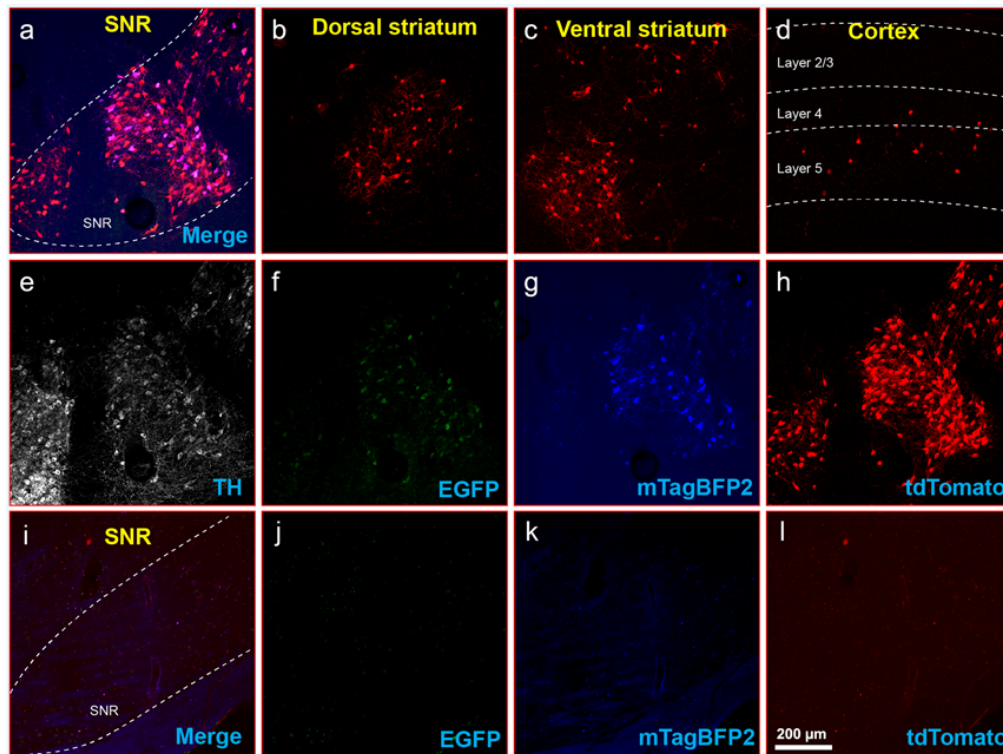 a
SNR
SNR
Merge
b
Dorsal striatum
c
Ventral striatum
d
Cortex
Layer 2/3
Layer 4
Layer 5
e
TH
f
EGFP
g
mTagBFP2
h
tdTomato
i
SNR
SNR
Merge
j
EGFP
k
mTagBFP2
l
200 µm
tdTomato